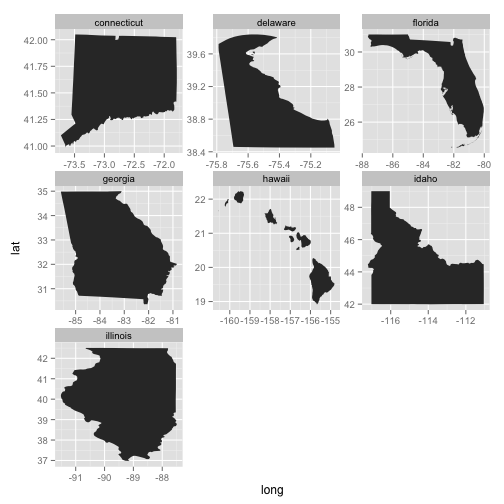 connecticut
delaware
florida
42.00
41.75
41.50
41.25
41.00
39.6
39.2
38.8
38.4
30
28
26
-73.5 -73.0 -72.5 -72.0
-75.8 -75.6 -75.4 -75.2
-88 -86 -84 -82 -80
georgia
hawaii
idaho
35
34
33
32
31
22
21
20
19
48
46
44
42
-85 -84 -83 -82 -81
-160 -159 -158 -157 -156 -155
-116 -114 -112
illinois
42
41
40
39
38
37
-91 -90 -89 -88
lat
long